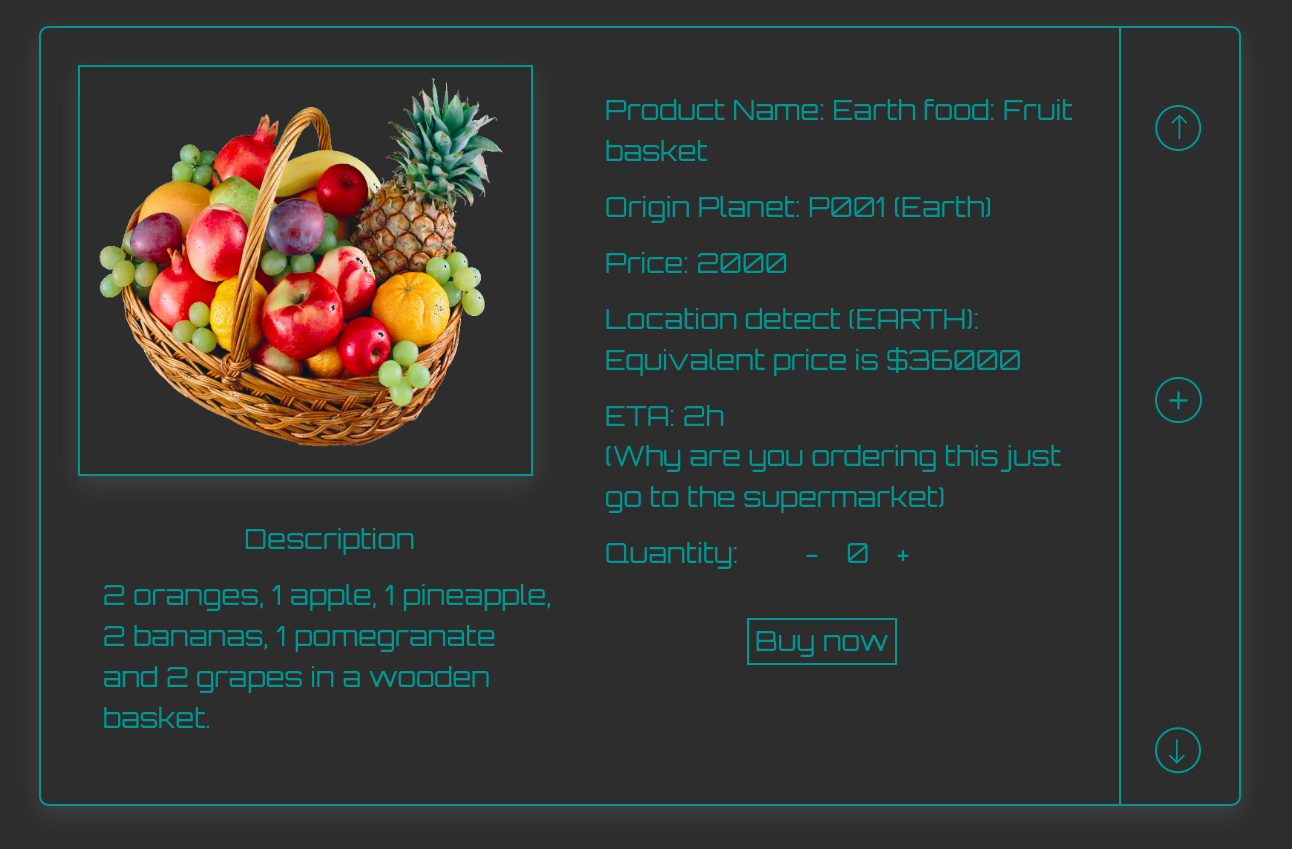 Product Name: Earth food: Fruit
basket
Origin Planet: P001 (Earth)
Price: 2000
Location detect (EARTH):
Equivalent price is $36000
ETA: 2h
(Why are you ordering this just
go to the supermarket)
Quantity: - 0 +
Buy now
Description
2 oranges, 1 apple, 1 pineapple,
2 bananas, 1 pomegranate
and 2 grapes in a wooden
basket.